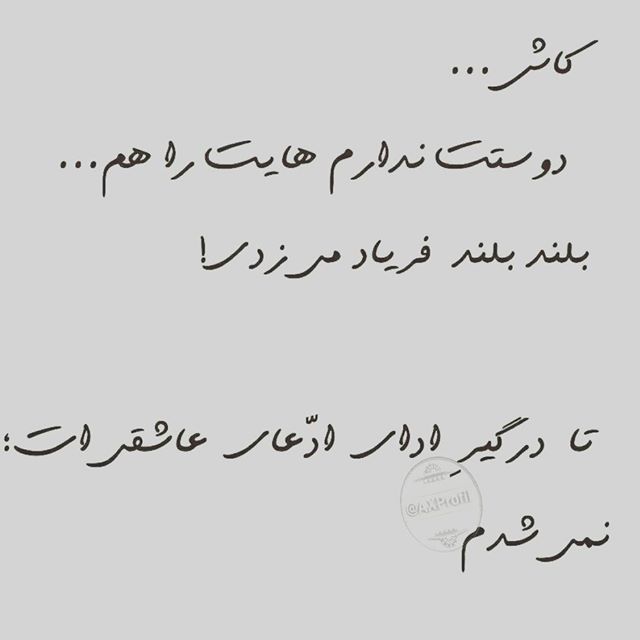 کاش...
دوستت ندارم هایت را هم...
بلند بلند فریاد می زدی!
تا درگیرِ ادای ادّعای عاشقی ات؛
نمی شدم
@AXProfil